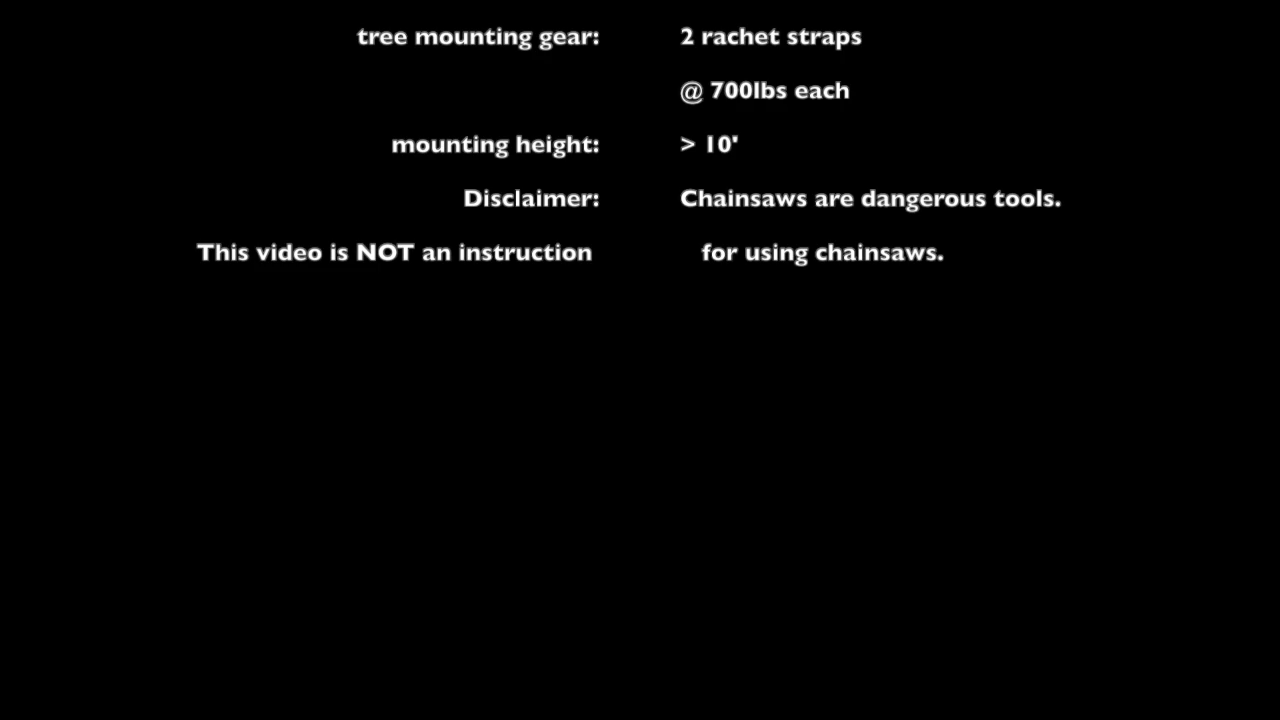 tree mounting gear: 2 rachet straps
@ 700lbs each
mounting height: > 10'
Disclaimer: Chainsaws are dangerous tools.
This video is NOT an instruction for using chainsaws.